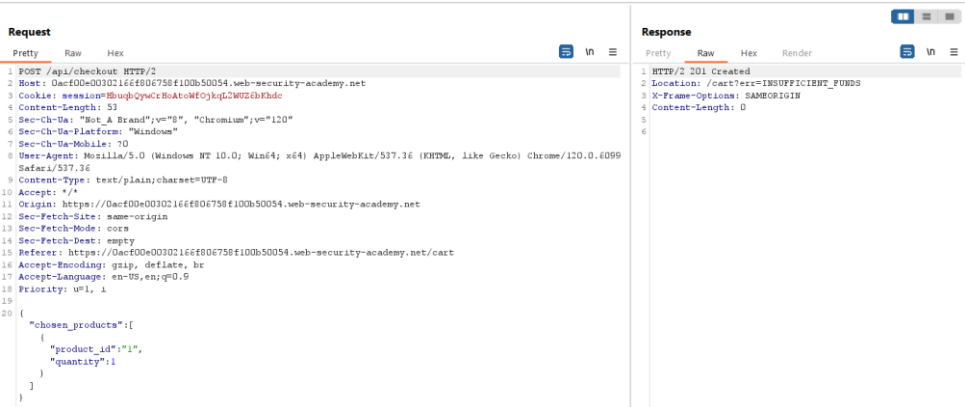 Request
Pretty Raw Hex
\n
1 POST /api/checkout HTTP/2
2 Host: 0acf00e00302166f806758f100b50054.web-security-academy.net
3 Cookie: session=HbuqbQywCrHoAtoWfOjkqL2WUZ6bKhdc
4 Content-Length: 53
5 Sec-Ch-Ua: "Not_A Brand";v="8", "Chromium";v="120"
6 Sec-Ch-Ua-Platform: "Windows"
7 Sec-Ch-Ua-Mobile: ?0
8 User-Agent: Mozilla/5.0 (Windows NT 10.0; Win64; x64) AppleWebKit/537.36 (KHTML, like Gecko) Chrome/120.0.6099
Safari/537.36
9 Content-Type: text/plain;charset=UTF-8
10 Accept: */*
11 Origin: https://0acf00e00302166f806758f100b50054.web-security-academy.net
12 Sec-Fetch-Site: same-origin
13 Sec-Fetch-Mode: cors
14 Sec-Fetch-Dest: empty
15 Referer: https://0acf00e00302166f806758f100b50054.web-security-academy.net/cart
16 Accept-Encoding: gzip, deflate, br
17 Accept-Language: en-US,en;q=0.9
18 Priority: u=1, i
19
20 {
"chosen_products":[
{
"product_id":"1",
"quantity":1
}
]
}
Response
Pretty Raw Hex Render
\n
1 HTTP/2 201 Created
2 Location: /cart?err=INSUFFICIENT_FUNDS
3 X-Frame-Options: SAMEORIGIN
4 Content-Length: 0
5
6